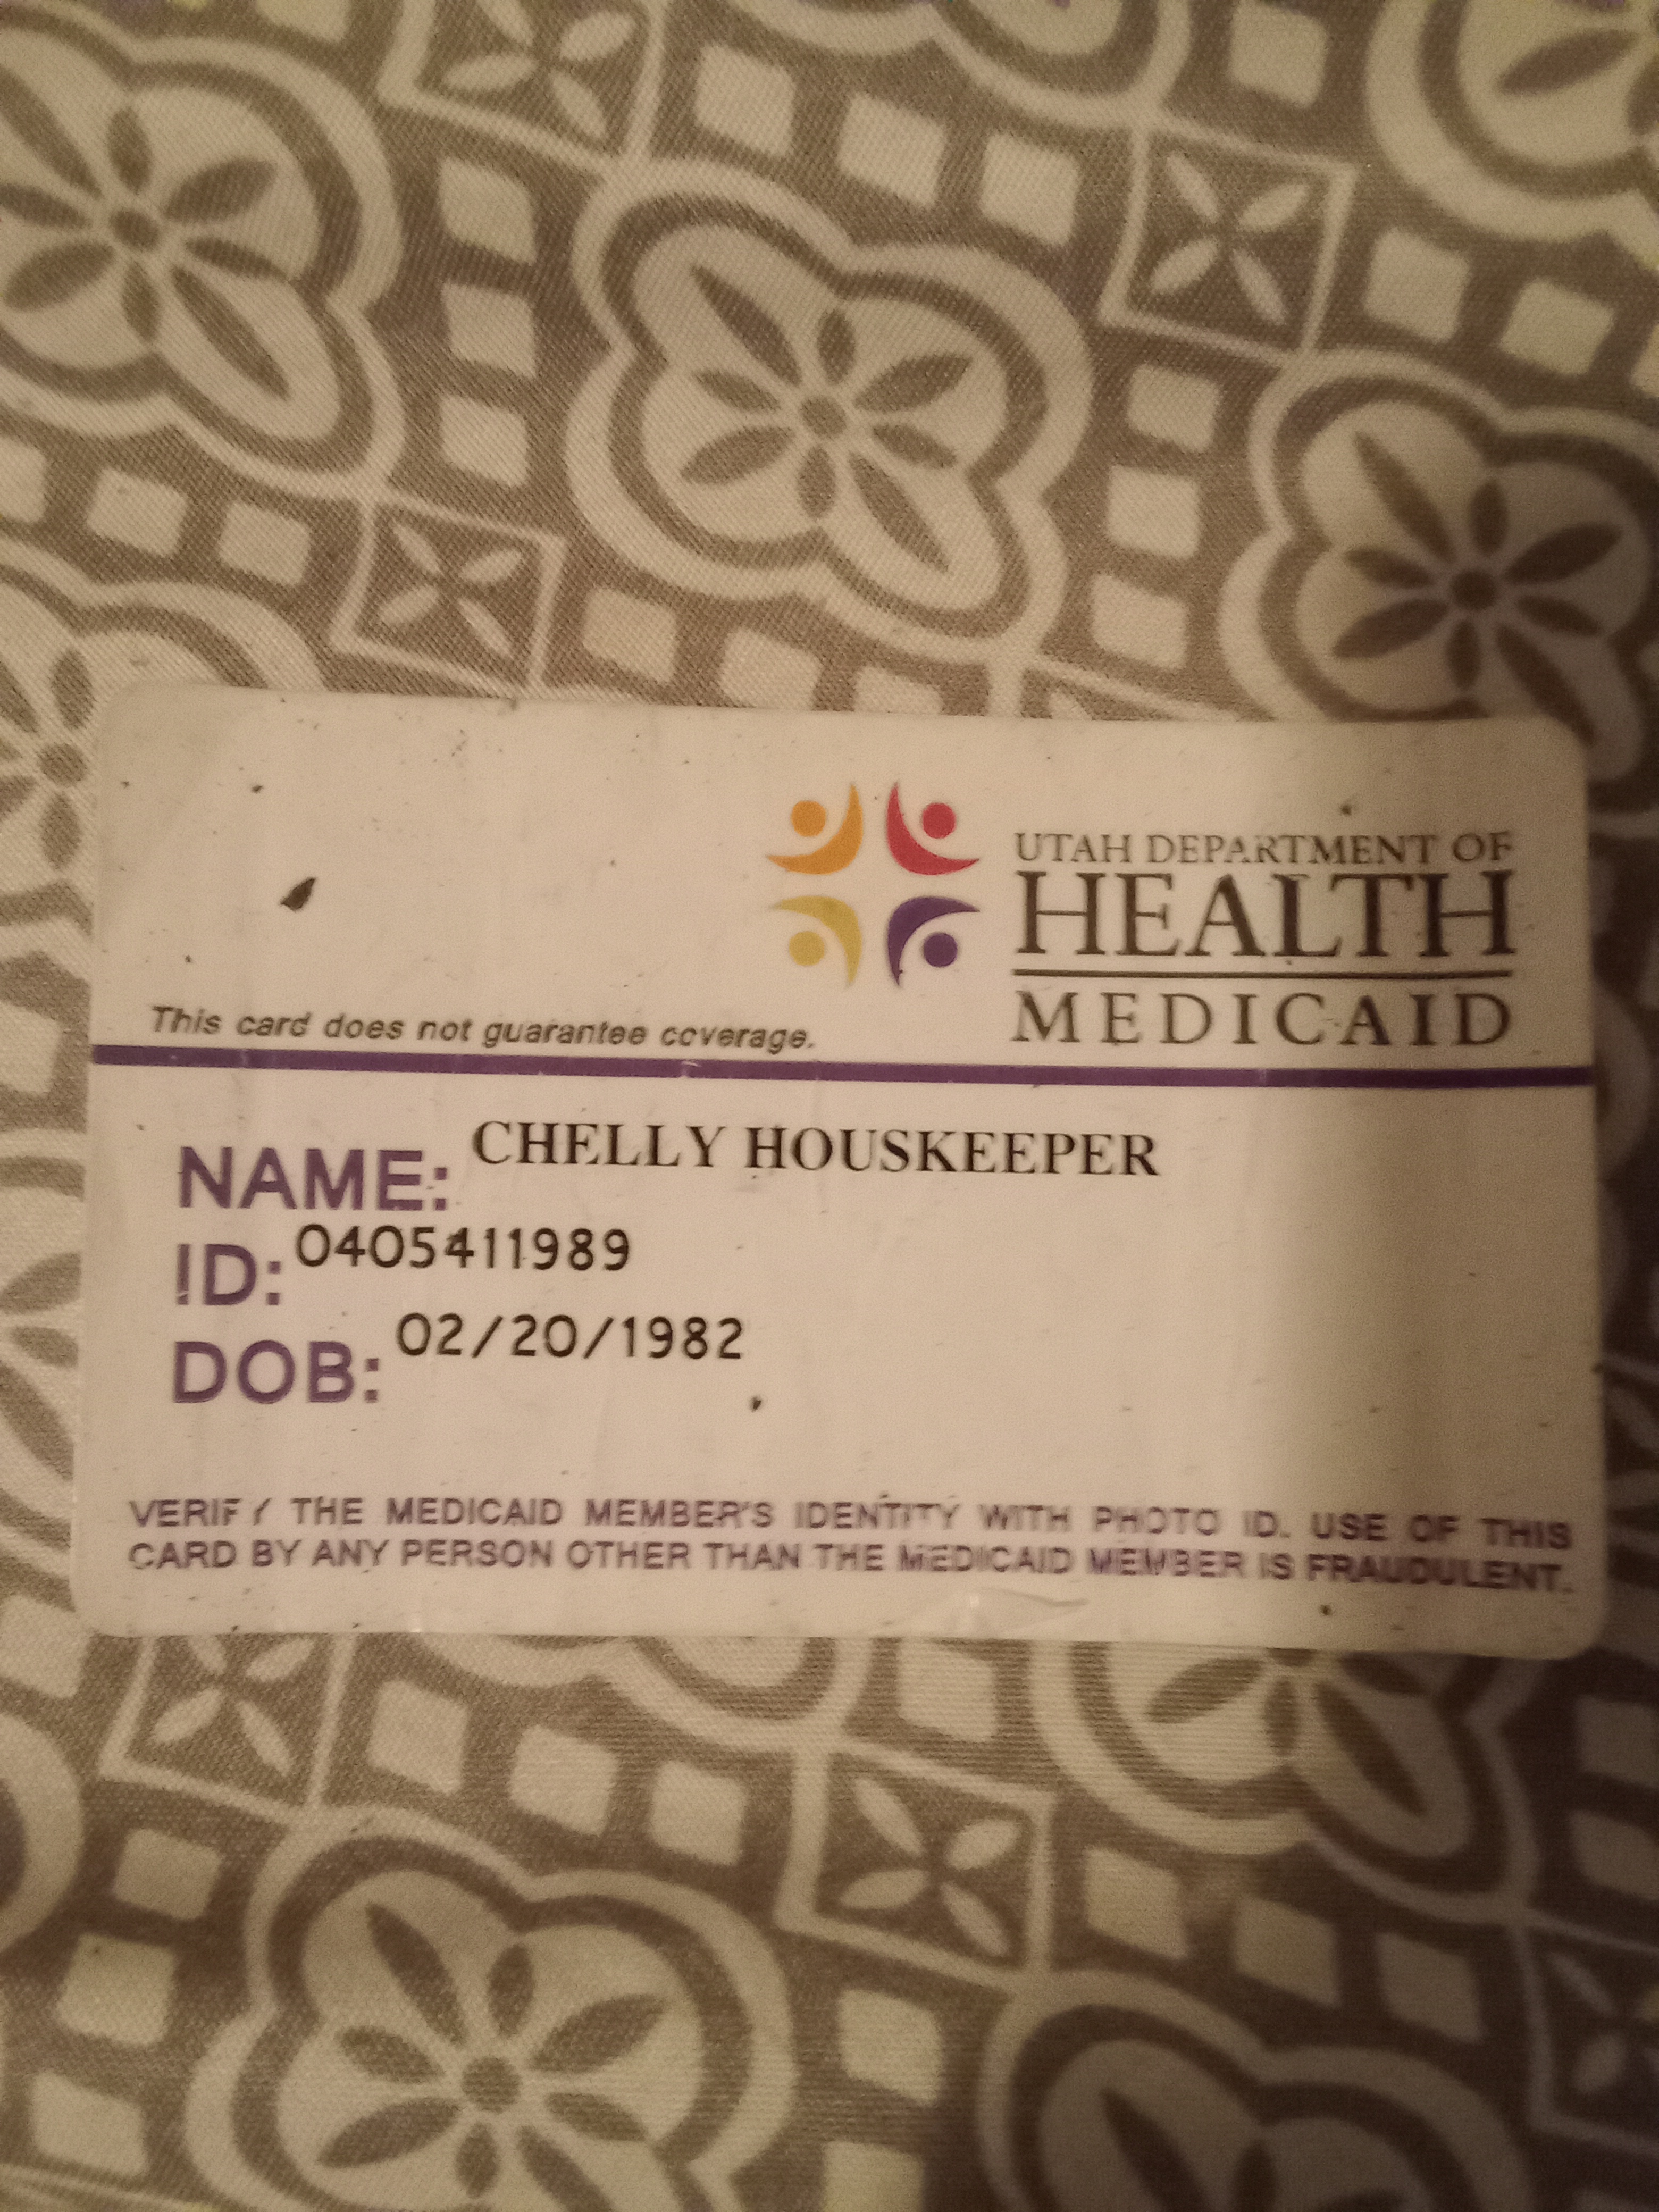 UTAH DEPARTMENT OF
HEALTH
MEDICAID
This card does not guarantee coverage.
NAME: CHELLY HOUSKEEPER
ID: 0405411989
DOB: 02/20/1982
VERIFY THE MEDICAID MEMBER'S IDENTITY WITH PHOTO ID. USE OF THIS
CARD BY ANY PERSON OTHER THAN THE MEDICAID MEMBER IS FRAUDULENT.